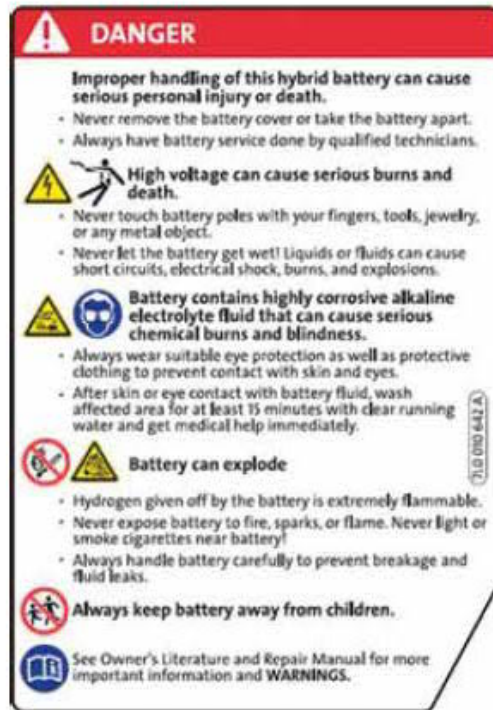 DANGER
Improper handling of this hybrid battery can cause
serious personal injury or death.
• Never remove the battery cover or take the battery apart.
• Always have battery service done by qualified technicians.
High voltage can cause serious burns and
death.
• Never touch battery poles with your fingers, tools, jewelry,
or any metal object.
• Never let the battery get wet! Liquids or fluids can cause
short circuits, electrical shock, burns, and explosions.
Battery contains highly corrosive alkaline
electrolyte fluid that can cause serious
chemical burns and blindness.
• Always wear suitable eye protection as well as protective
clothing to prevent contact with skin and eyes.
• After skin or eye contact with battery fluid, wash
affected area for at least 15 minutes with clear running
water and get medical help immediately.
7L0 010 642 A
Battery can explode
• Hydrogen given off by the battery is extremely flammable.
• Never expose battery to fire, sparks, or flame. Never light or
smoke cigarettes near battery!
• Always handle battery carefully to prevent breakage and
fluid leaks.
Always keep battery away from children.
See Owner's Literature and Repair Manual for more
important information and WARNINGS.